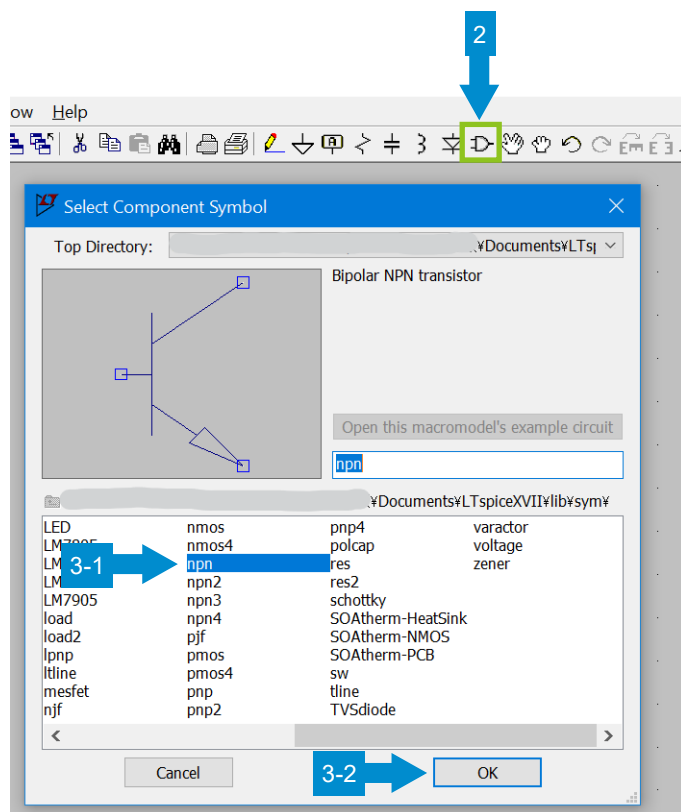 2
ow Help
Select Component Symbol
Top Directory: ¥Documents¥LTsp
Bipolar NPN transistor
Open this macromodel's example circuit
npn
¥Documents¥LTspiceXVII¥lib¥sym¥
LED nmos pnp4 varactor
nmos4 polcap voltage
3-1 npn res zener
npn2 res2
LM7905 npn3 schottky
load npn4 SOAtherm-HeatSink
load2 pjf SOAtherm-NMOS
lpnp pmos SOAtherm-PCB
ltline pmos4 sw
mesfet pnp tline
njf pnp2 TVSdiode
Cancel 3-2 OK